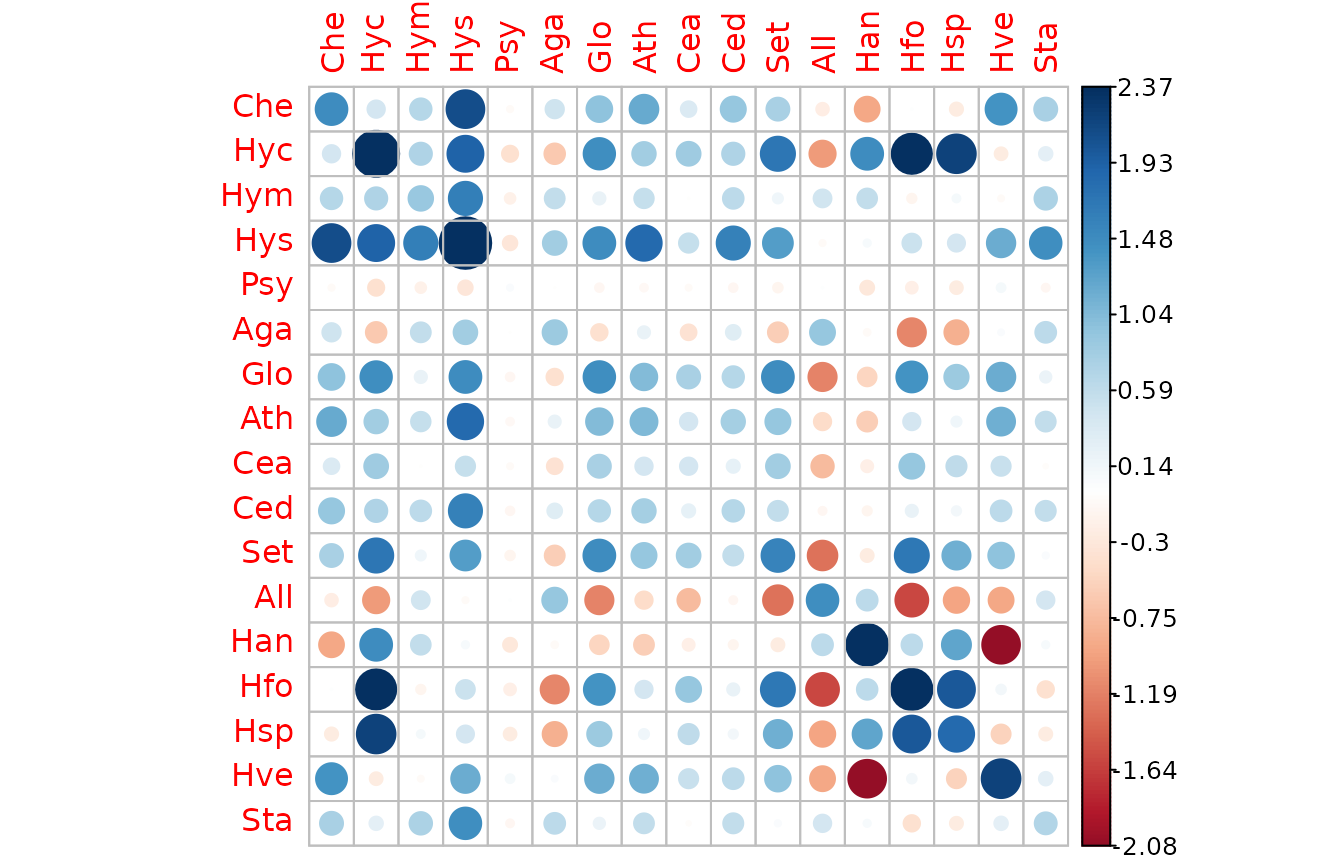 Che Hyc Hym Hys Psy Aga Glo Ath Cea Ced Set All Han Hfo Hsp Hve Sta
Che
Hyc
Hym
Hys
Psy
Aga
Glo
Ath
Cea
Ced
Set
All
Han
Hfo
Hsp
Hve
Sta
2.37
1.93
1.48
1.04
0.59
0.14
-0.3
-0.75
-1.19
-1.64
-2.08